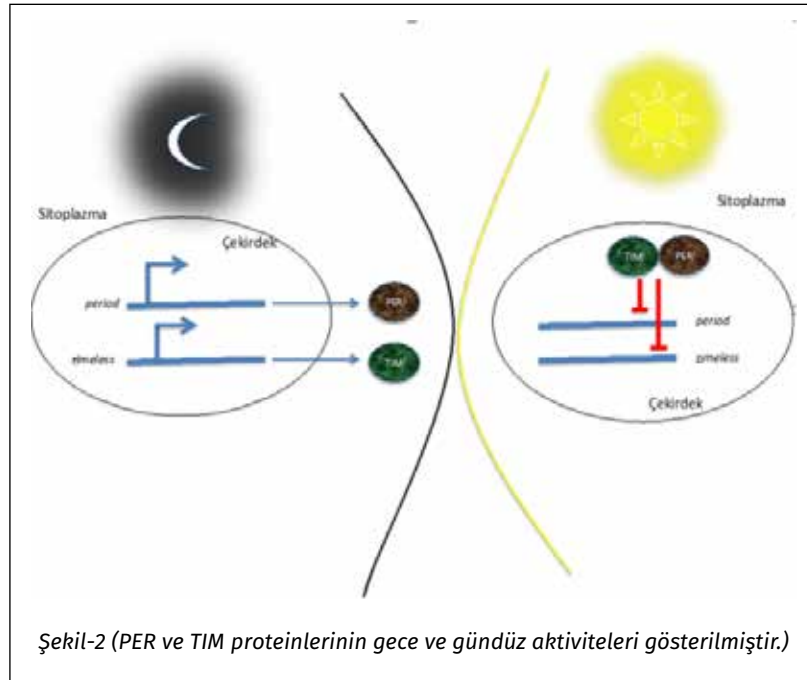 Sitoplazma
Çekirdek
period
PER
timeless
TIM
Sitoplazma
TIM PER
period
timeless
Çekirdek
Şekil-2 (PER ve TIM proteinlerinin gece ve gündüz aktiviteleri gösterilmiştir.)